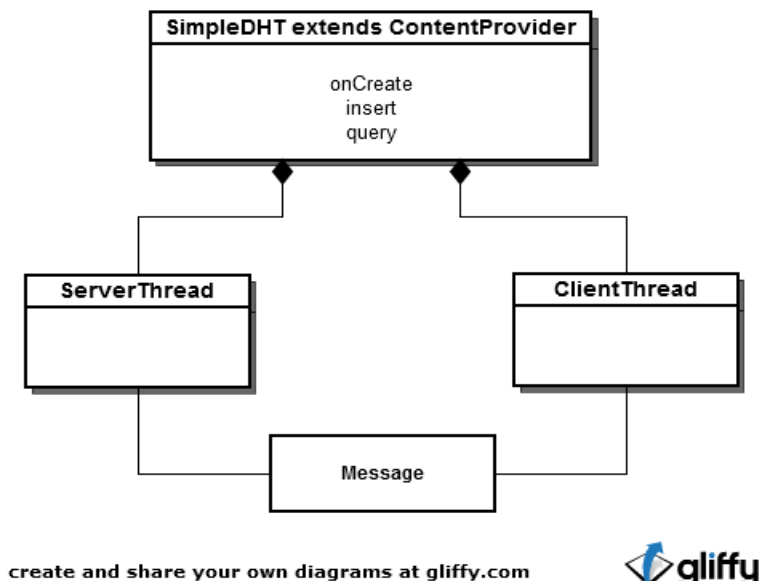 SimpleDHT extends ContentProvider
onCreate
insert
query
ServerThread
ClientThread
Message
create and share your own diagrams at gliffy.com
gliffy